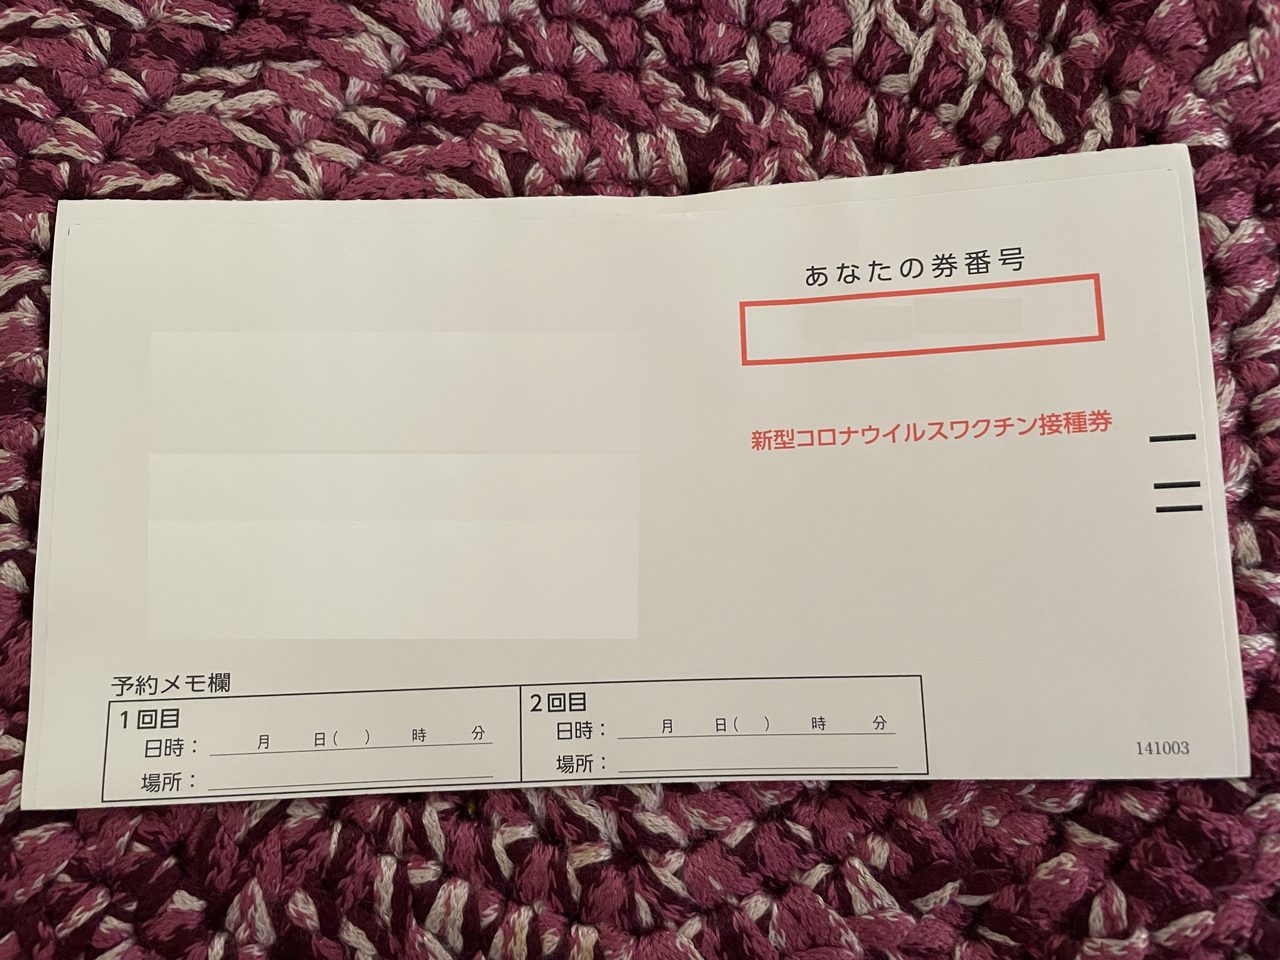 あなたの券番号
新型コロナウイルスワクチン接種券
予約メモ欄
1回目
日時： 月 日( ) 時 分
場所：
2回目
日時： 月 日( ) 時 分
場所：
141003